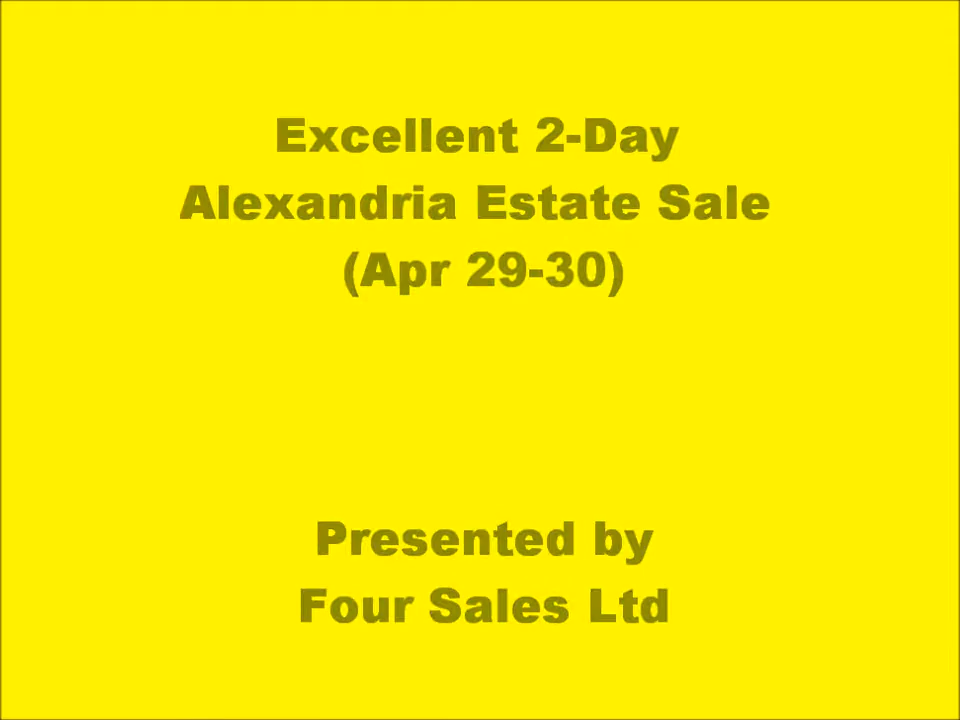 Excellent 2-Day
Alexandria Estate Sale
(Apr 29-30)
Presented by
Four Sales Ltd